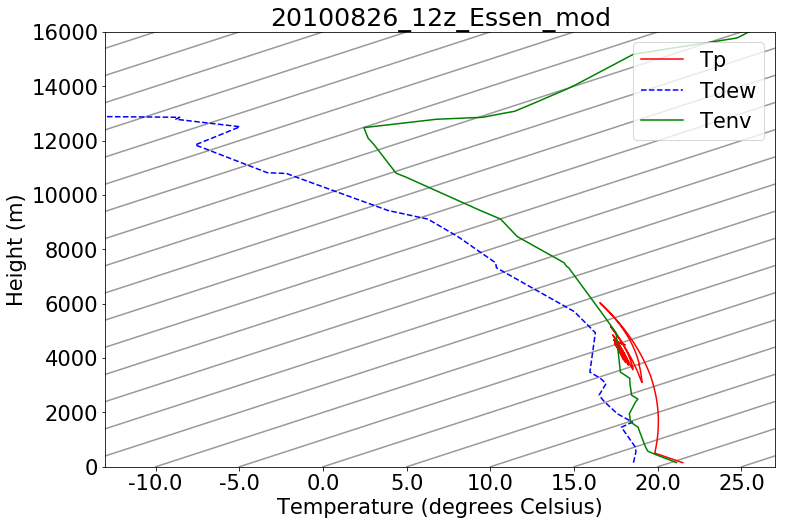 20100826_12z_Essen_mod
16000
14000
12000
10000
8000
6000
4000
2000
0
Height (m)
Tp
Tdew
Tenv
-10.0 -5.0 0.0 5.0 10.0 15.0 20.0 25.0
Temperature (degrees Celsius)